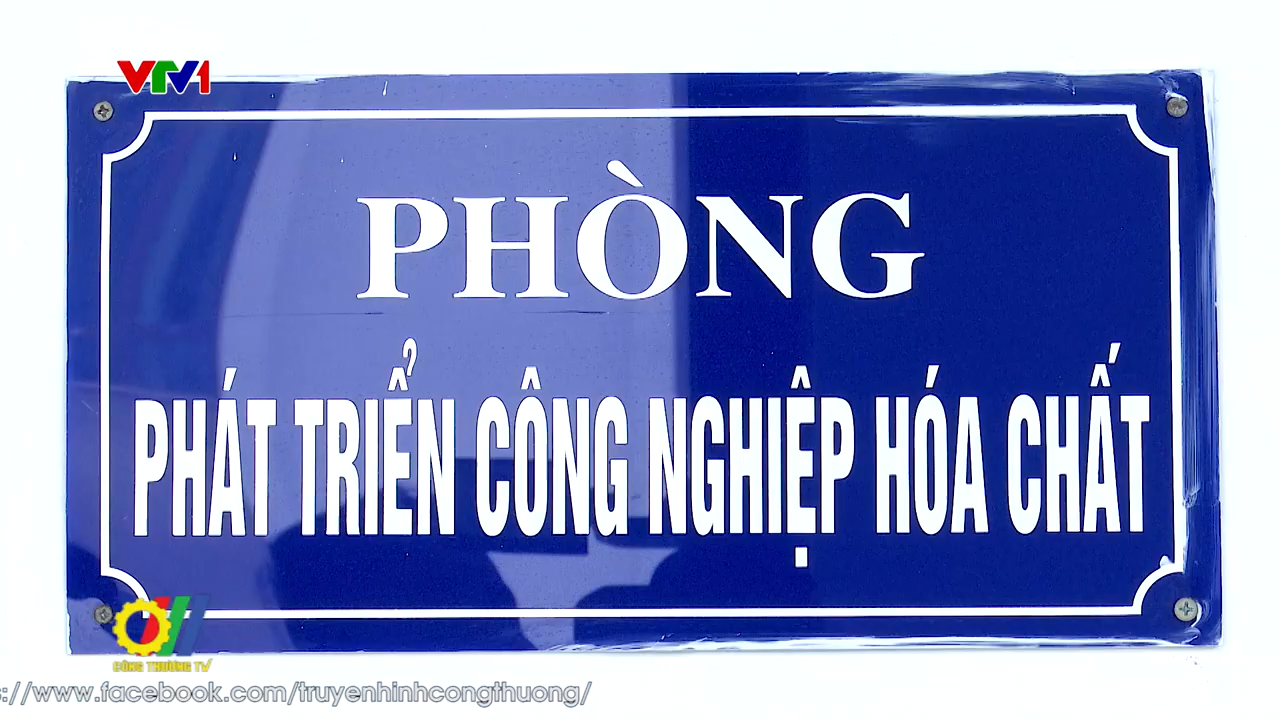 VTV1
PHÒNG
PHÁT TRIỂN CÔNG NGHIỆP HÓA CHẤT
CÔNG THƯƠNG TV
://www.facebook.com/truyenhinhcongthuong/